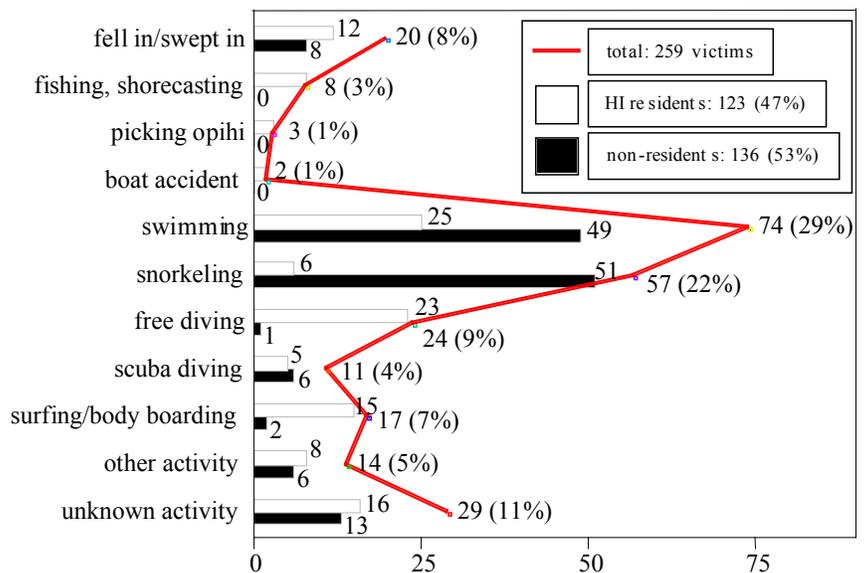 fell in/swept in 12 8 20 (8%)
fishing, shorecasting 0 8 (3%)
picking opihi 0 3 (1%)
boat accident 0 2 (1%)
swimming 25 49 74 (29%)
snorkeling 6 51 57 (22%)
free diving 23 1 24 (9%)
scuba diving 5 6 11 (4%)
surfing/body boarding 15 2 17 (7%)
other activity 8 6 14 (5%)
unknown activity 16 13 29 (11%)
0 25 50 75
total: 259 victims
HI residents: 123 (47%)
non-residents: 136 (53%)